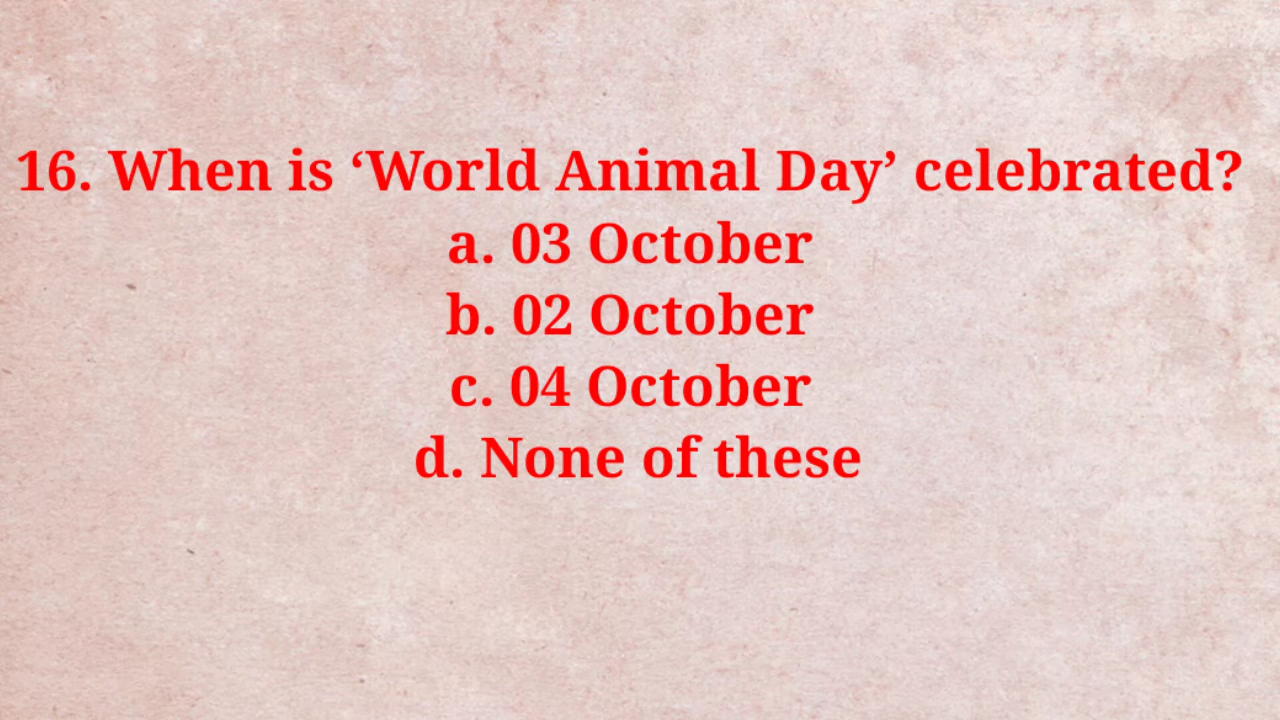 16. When is ‘World Animal Day’ celebrated?
a. 03 October
b. 02 October
c. 04 October
d. None of these